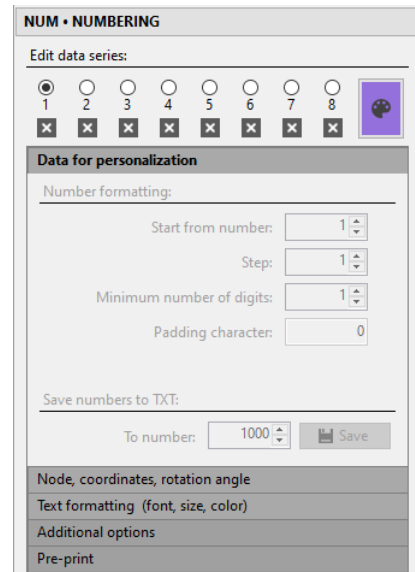 NUM • NUMBERING
Edit data series:
1 2 3 4 5 6 7 8
Data for personalization
Number formatting:
Start from number: 1
Step: 1
Minimum number of digits: 1
Padding character: 0
Save numbers to TXT:
To number: 1000 Save
Node, coordinates, rotation angle
Text formatting (font, size, color)
Additional options
Pre-print